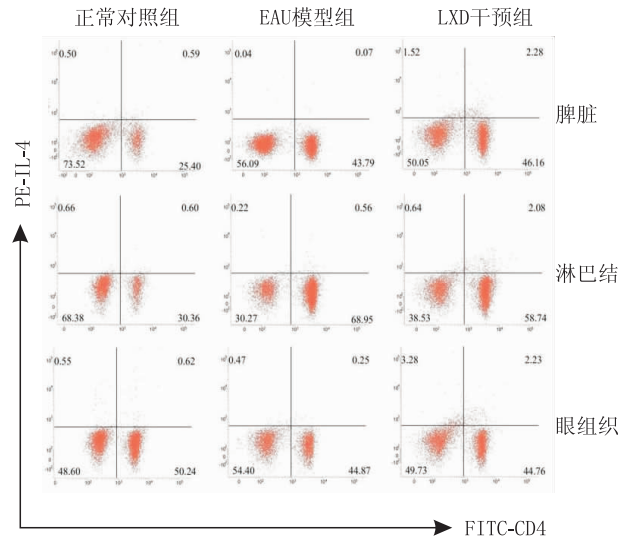 正常对照组 EAU模型组 LXD干预组
0.50 0.59 0.04 0.07 1.52 2.28
脾脏
73.52 25.40 56.09 43.79 50.05 46.16
PE-IL-4
0.66 0.60 0.22 0.56 0.64 2.08
淋巴结
68.38 30.36 30.27 68.95 38.53 58.74
0.55 0.62 0.47 0.25 3.28 2.23
眼组织
48.60 50.24 54.40 44.87 49.73 44.76
FITC-CD4